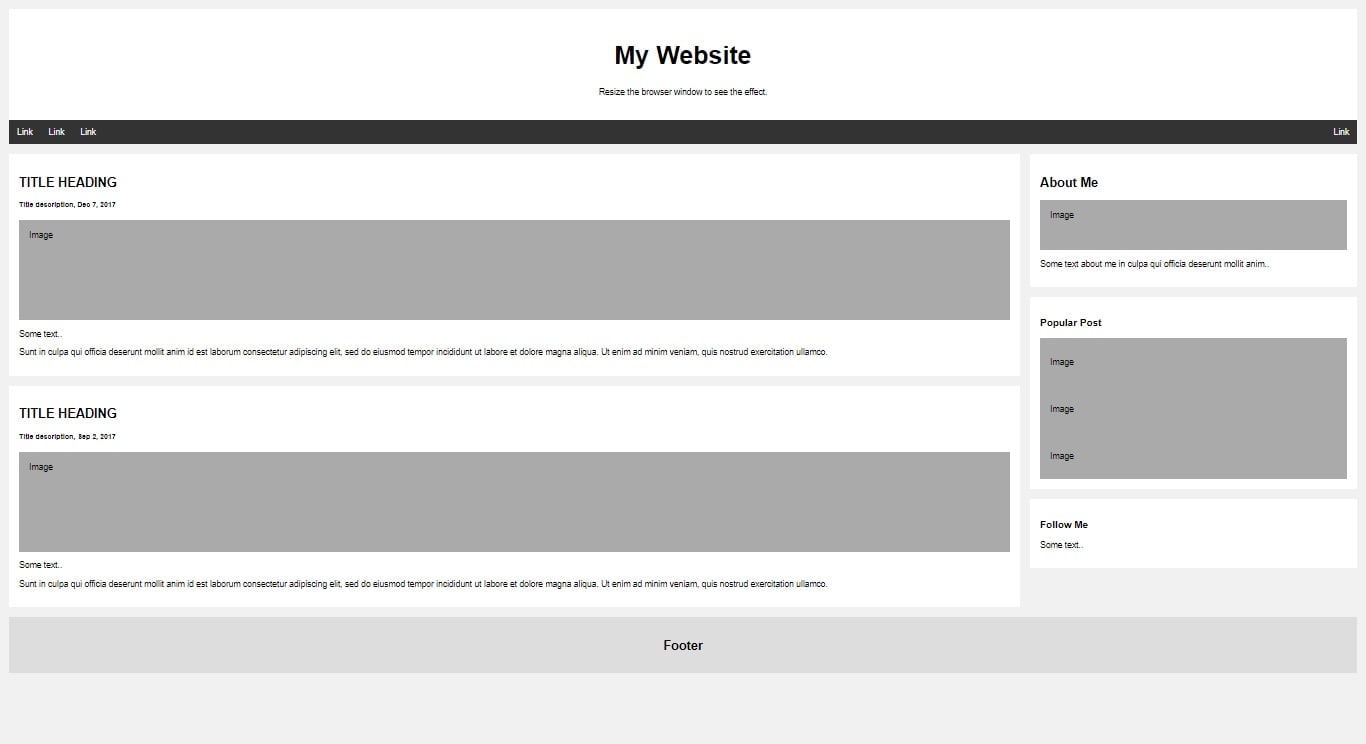 My Website
Resize the browser window to see the effect.
Link Link Link Link
TITLE HEADING
Title description, Dec 7, 2017
Image
Some text..
Sunt in culpa qui officia deserunt mollit anim id est laborum consectetur adipiscing elit, sed do eiusmod tempor incididunt ut labore et dolore magna aliqua. Ut enim ad minim veniam, quis nostrud exercitation ullamco.
TITLE HEADING
Title description, Sep 2, 2017
Image
Some text..
Sunt in culpa qui officia deserunt mollit anim id est laborum consectetur adipiscing elit, sed do eiusmod tempor incididunt ut labore et dolore magna aliqua. Ut enim ad minim veniam, quis nostrud exercitation ullamco.
About Me
Image
Some text about me in culpa qui officia deserunt mollit anim..
Popular Post
Image
Image
Image
Follow Me
Some text..
Footer